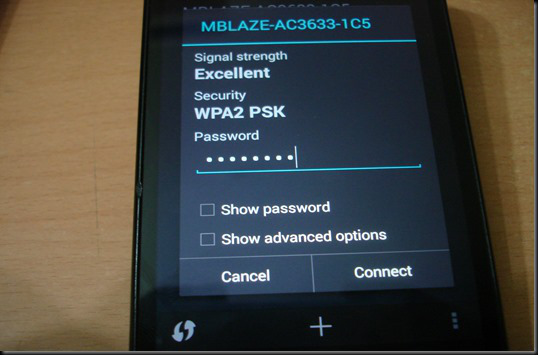 MBLAZE-AC3633-1C5
Signal strength
Excellent
Security
WPA2 PSK
Password
••••••••
Show password
Show advanced options
Cancel
Connect